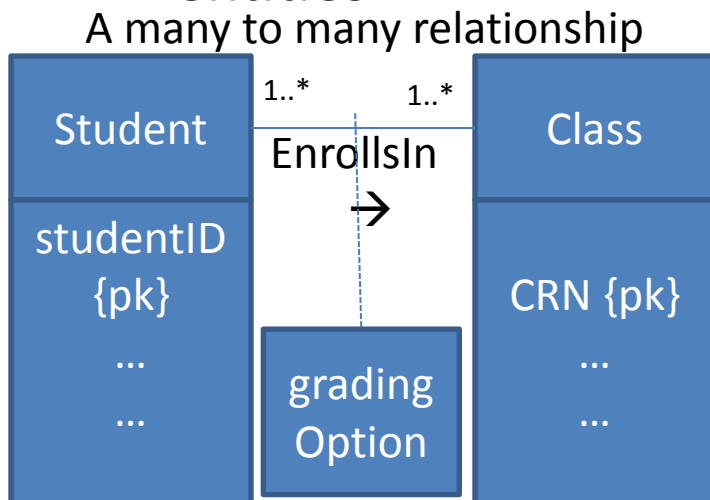 A many to many relationship
1..*
1..*
Student
Class
EnrollsIn
→
studentID
{pk}
...
...
CRN {pk}
...
...
grading
Option